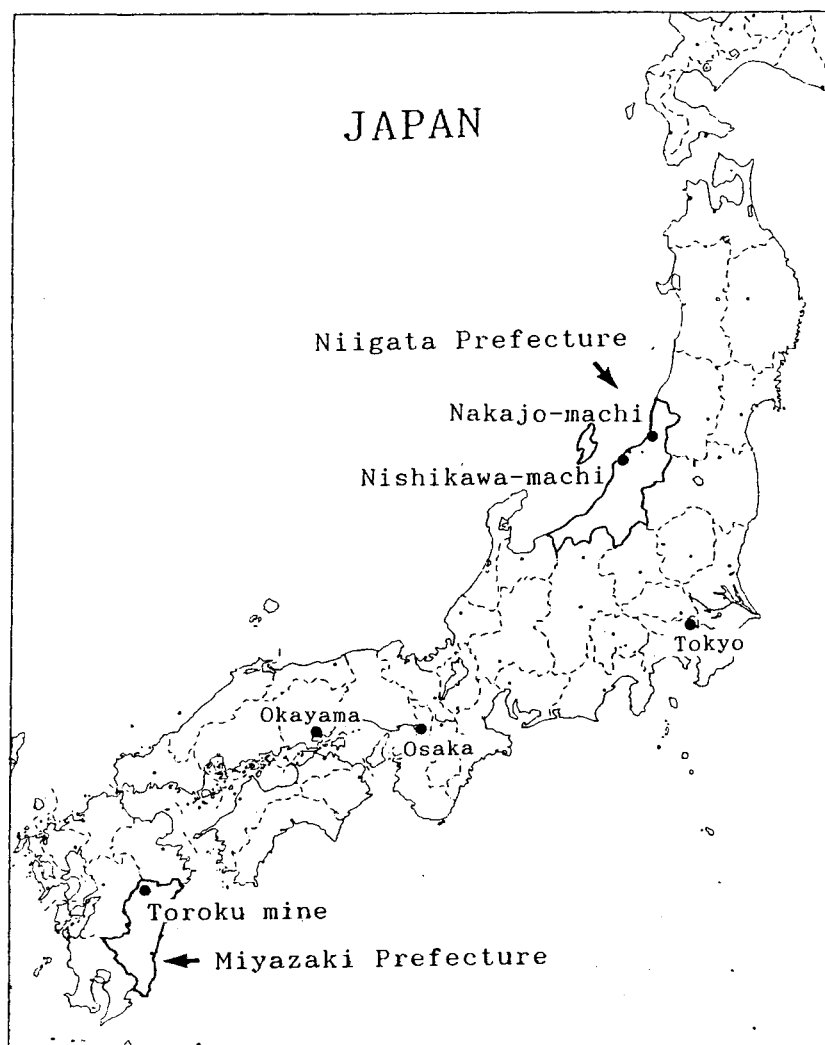 JAPAN
Niigata Prefecture
Nakajo-machi
Nishikawa-machi
Tokyo
Okayama
Osaka
Toroku mine
Miyazaki Prefecture